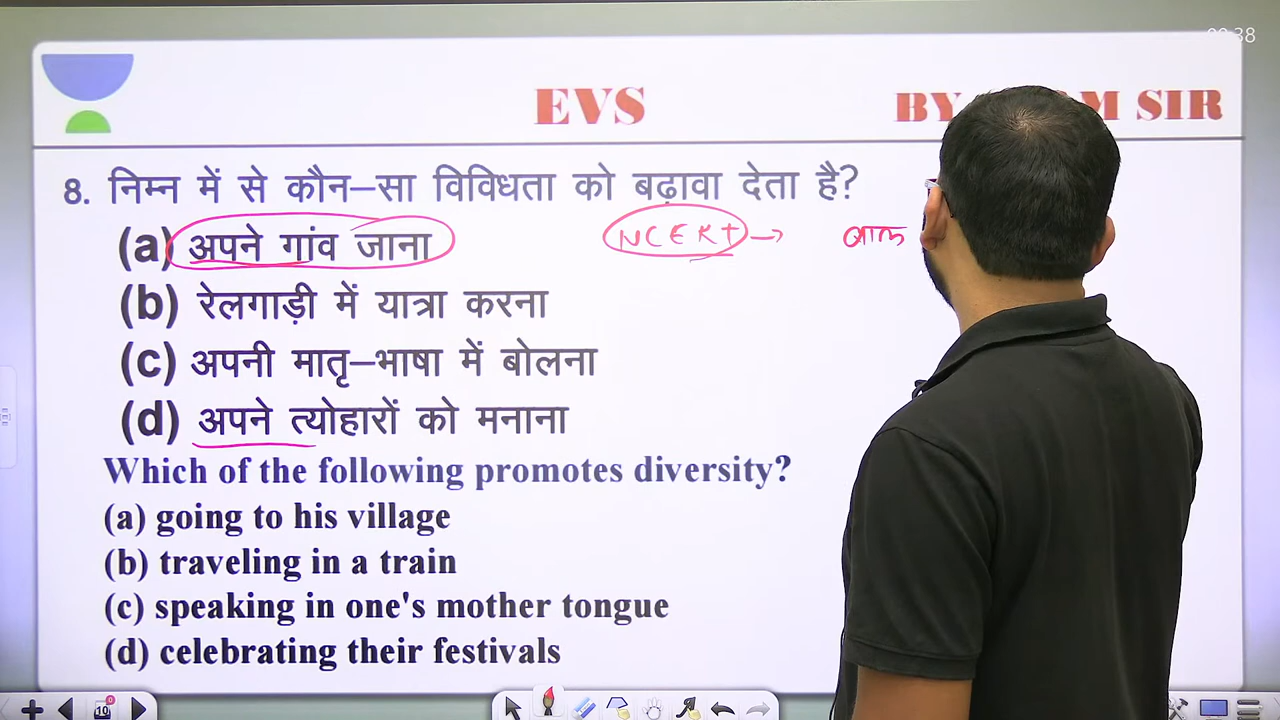 EVS
BY M SIR
8. निम्न में से कौन–सा विविधता को बढ़ावा देता है?
(a) अपने गांव जाना
NCERT →
(b) रेलगाड़ी में यात्रा करना
(c) अपनी मातृ–भाषा में बोलना
(d) अपने त्योहारों को मनाना
Which of the following promotes diversity?
(a) going to his village
(b) traveling in a train
(c) speaking in one's mother tongue
(d) celebrating their festivals
10